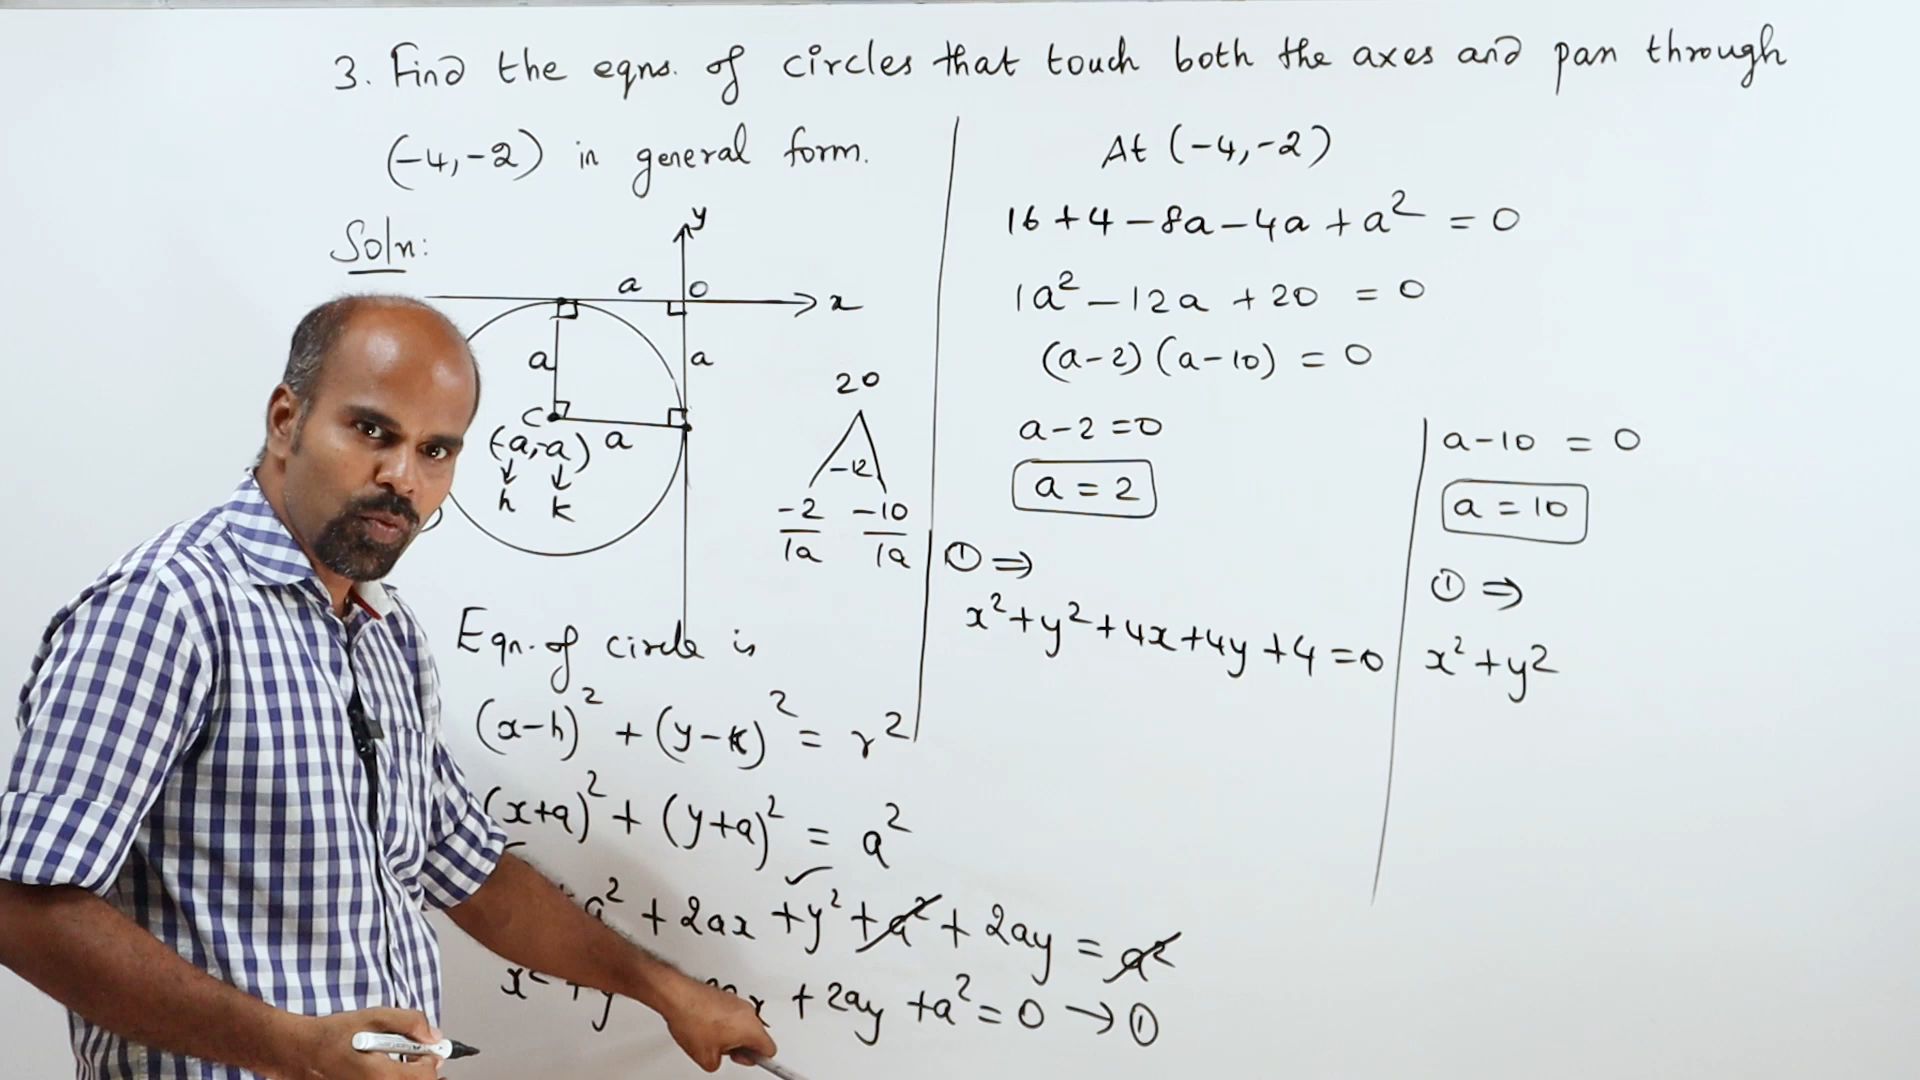 3. Find the eqns. of circles that touch both the axes and pass through
(-4,-2) in general form.
Soln:
y
a
O
x
a
a
C
(-a,-a)
a
h k
20
-12
-2 -10
1a 1a
Eqn. of circle is
(x-h)² + (y-k)² = r²
(x+a)² + (y+a)² = a²
a² + 2ax + y² + a² + 2ay = a²
x² + y x + 2ay + a² = 0 → ①
At (-4,-2)
16 + 4 - 8a - 4a + a² = 0
1a² - 12a + 20 = 0
(a-2) (a-10) = 0
a - 2 = 0
a = 2
① ⇒
x² + y² + 4x + 4y + 4 = 0
a - 10 = 0
a = 10
① ⇒
x² + y²